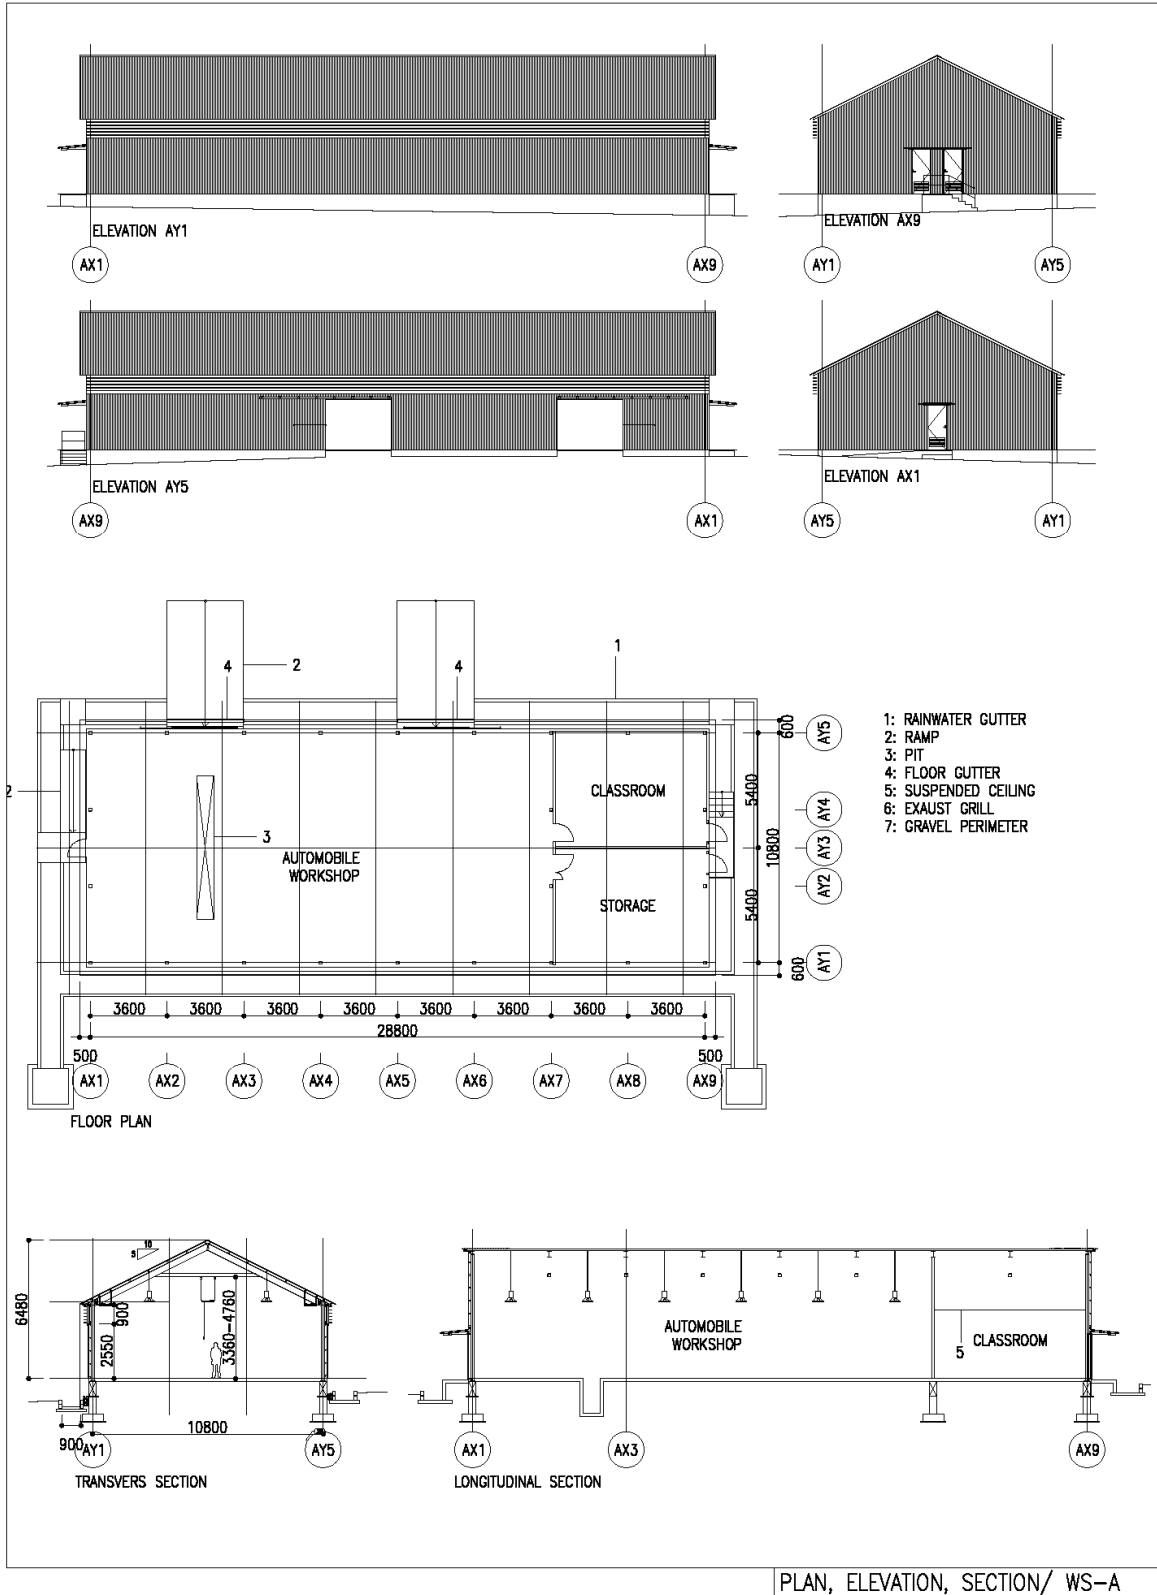 ELEVATION AY1
AX1
AX9
ELEVATION AX9
AY1
AY5
ELEVATION AY5
AX9
AX1
ELEVATION AX1
AY5
AY1
1
4
2
4
2
3
CLASSROOM
AUTOMOBILE
WORKSHOP
STORAGE
600
5400
10800
5400
600
AY5
AY4
AY3
AY2
AY1
1: RAINWATER GUTTER
2: RAMP
3: PIT
4: FLOOR GUTTER
5: SUSPENDED CEILING
6: EXAUST GRILL
7: GRAVEL PERIMETER
3600 3600 3600 3600 3600 3600 3600 3600
28800
500 500
AX1 AX2 AX3 AX4 AX5 AX6 AX7 AX8 AX9
FLOOR PLAN
10
5
6480
900
2550
3360-4760
10800
900
AY1
AY5
TRANSVERS SECTION
AUTOMOBILE
WORKSHOP
5
CLASSROOM
AX1
AX3
AX9
LONGITUDINAL SECTION
PLAN, ELEVATION, SECTION/ WS-A